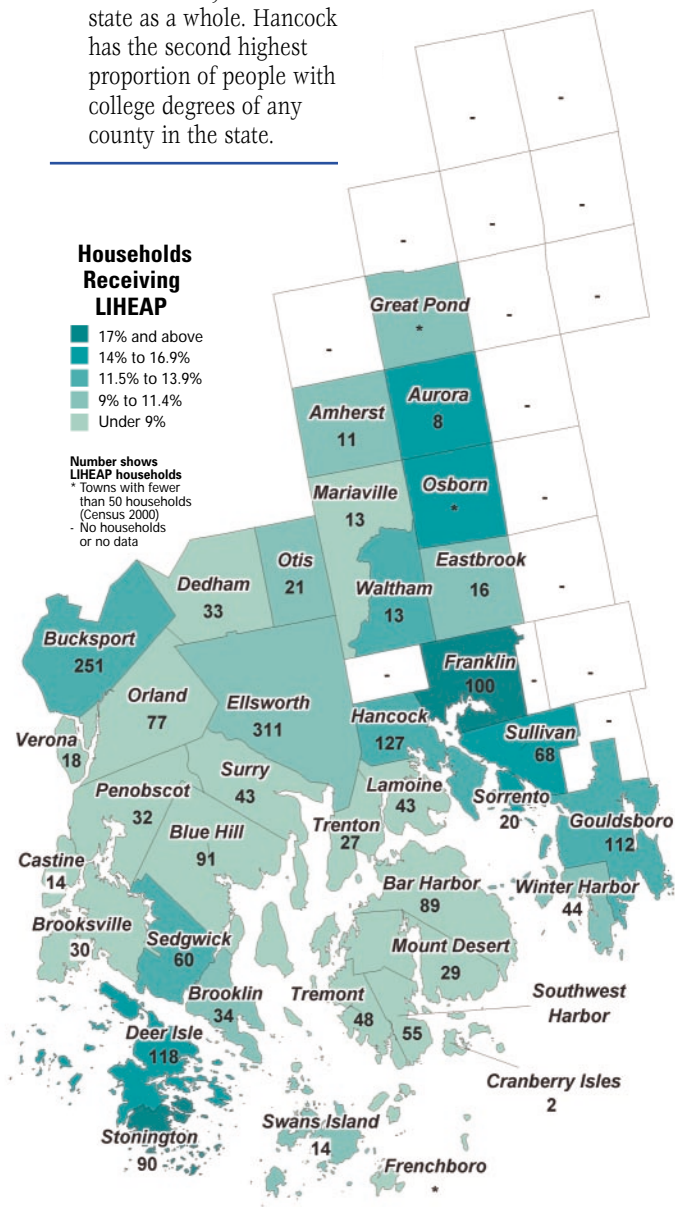 state as a whole. Hancock
has the second highest
proportion of people with
college degrees of any
county in the state.
Households
Receiving
LIHEAP
17% and above
14% to 16.9%
11.5% to 13.9%
9% to 11.4%
Under 9%
Number shows
LIHEAP households
* Towns with fewer
than 50 households
(Census 2000)
- No households
or no data
-
-
-
-
-
Great Pond
*
-
-
-
Amherst
11
Aurora
8
-
Mariaville
13
Osborn
*
-
Otis
21
Dedham
33
Waltham
13
Eastbrook
16
-
Bucksport
251
Orland
77
Ellsworth
311
-
Franklin
100
-
-
Hancock
127
Sullivan
68
-
Verona
18
Surry
43
Lamoine
43
Sorrento
20
Gouldsboro
112
Penobscot
32
Blue Hill
91
Trenton
27
Castine
14
Bar Harbor
89
Winter Harbor
44
Brooksville
30
Sedgwick
60
Mount Desert
29
Brooklin
34
Tremont
48
55
Southwest
Harbor
Deer Isle
118
Cranberry Isles
2
Stonington
90
Swans Island
14
Frenchboro
*